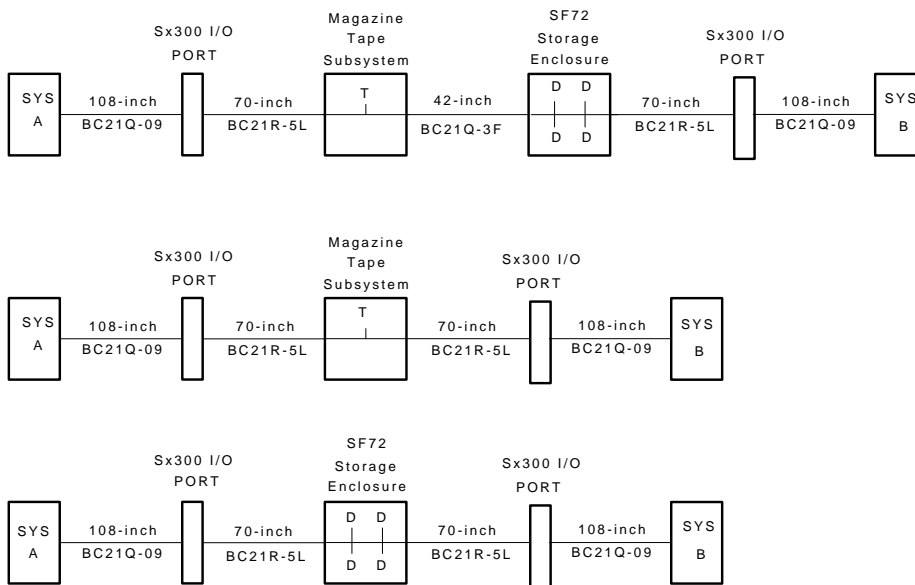 Sx300 I/O
PORT
Magazine
Tape
Subsystem
SF72
Storage
Enclosure
Sx300 I/O
PORT
SYS
A
108-inch
BC21Q-09
70-inch
BC21R-5L
T
42-inch
BC21Q-3F
D D
D D
70-inch
BC21R-5L
108-inch
BC21Q-09
SYS
B
Sx300 I/O
PORT
Magazine
Tape
Subsystem
Sx300 I/O
PORT
SYS
A
108-inch
BC21Q-09
70-inch
BC21R-5L
T
70-inch
BC21R-5L
108-inch
BC21Q-09
SYS
B
Sx300 I/O
PORT
SF72
Storage
Enclosure
Sx300 I/O
PORT
SYS
A
108-inch
BC21Q-09
70-inch
BC21R-5L
D D
D D
70-inch
BC21R-5L
108-inch
BC21Q-09
SYS
B